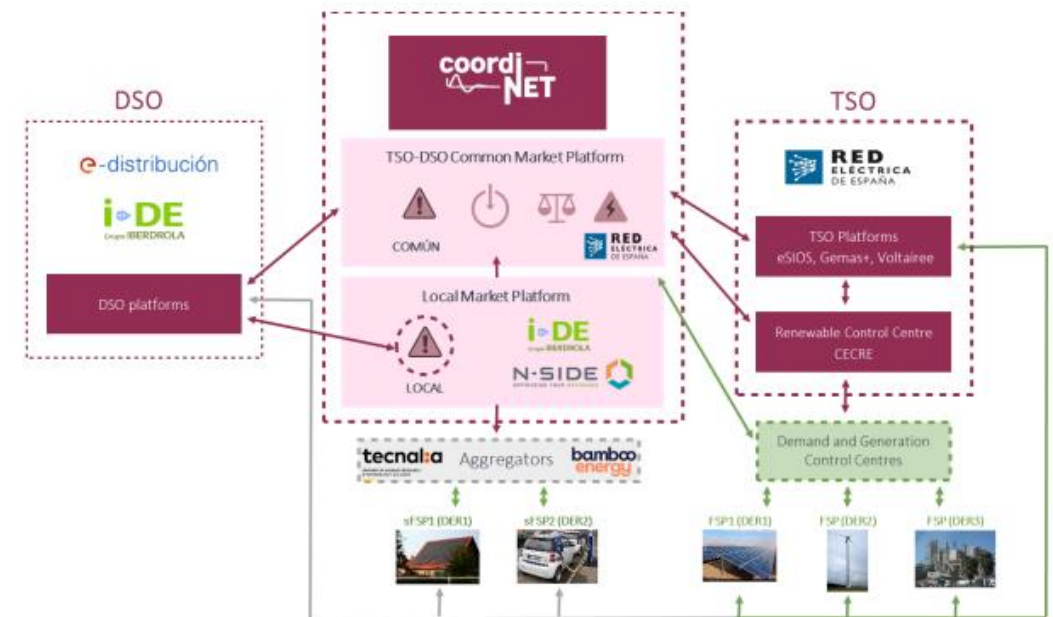 coordi
NET
DSO
TSO
e-distribución
i-DE
Grupo IBERDROLA
DSO platforms
TSO-DSO Common Market Platform
COMÚN
RED
ELÉCTRICA
DE ESPAÑA
Local Market Platform
i-DE
Grupo IBERDROLA
N-SIDE
LOCAL
RED
ELÉCTRICA
DE ESPAÑA
TSO Platforms
eSIOS, Gemas+, Voltairee
Renewable Control Centre
CECRE
tecnal:a
Aggregators
bamboo
energy
Demand and Generation
Control Centres
sFSP1 (DER1)
sFSP2 (DER2)
FSP1 (DER1)
FSP (DER2)
FSP (DER3)